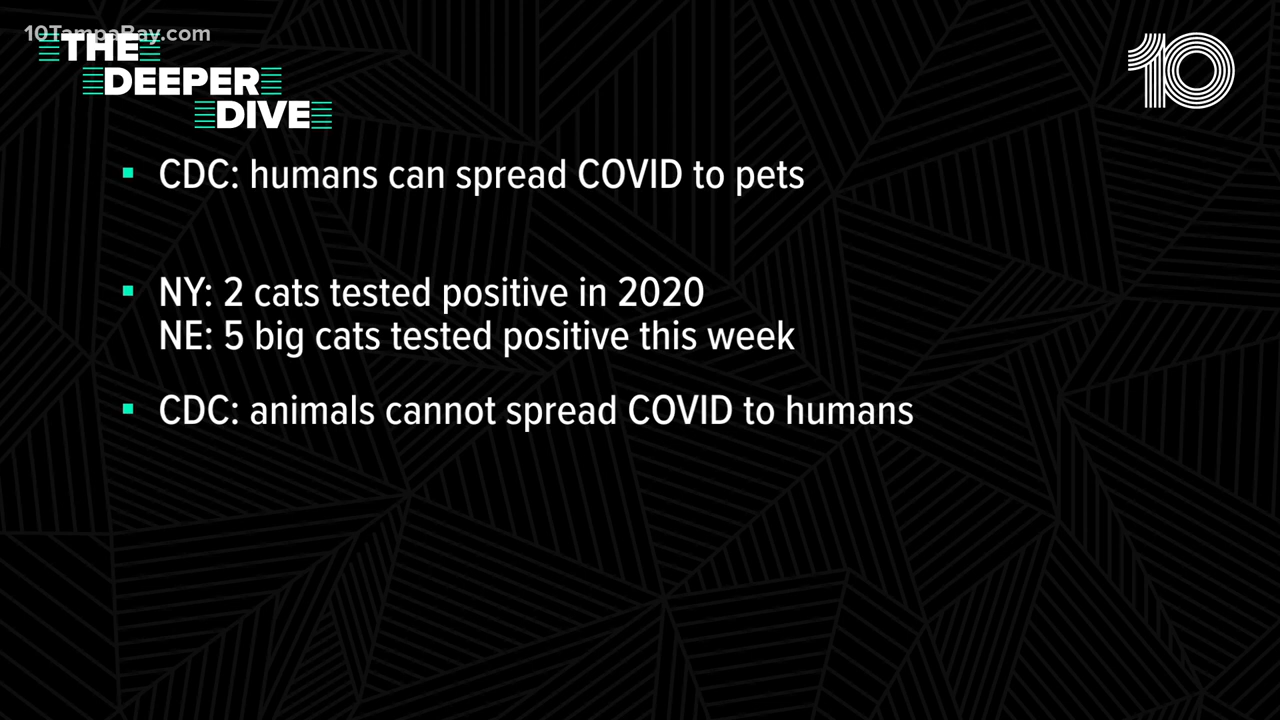 10TampaBay.com
THE
DEEPER
DIVE
10
▪ CDC: humans can spread COVID to pets
▪ NY: 2 cats tested positive in 2020
NE: 5 big cats tested positive this week
▪ CDC: animals cannot spread COVID to humans